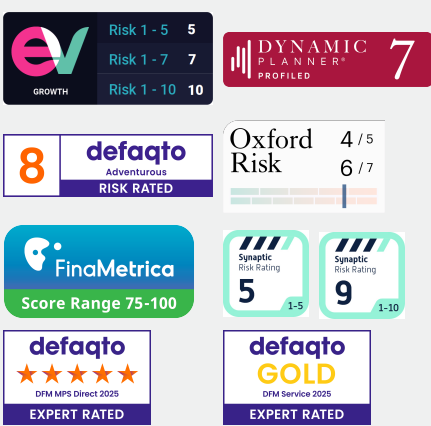 ev
GROWTH
Risk 1 - 5 5
Risk 1 - 7 7
Risk 1 - 10 10
DYNAMIC
PLANNER®
PROFILED
7
8
defaqto
Adventurous
RISK RATED
Oxford
Risk
4 / 5
6 / 7
FinaMetrica
Score Range 75-100
Synaptic
Risk Rating
5
1-5
Synaptic
Risk Rating
9
1-10
defaqto
DFM MPS Direct 2025
EXPERT RATED
defaqto
GOLD
DFM Service 2025
EXPERT RATED